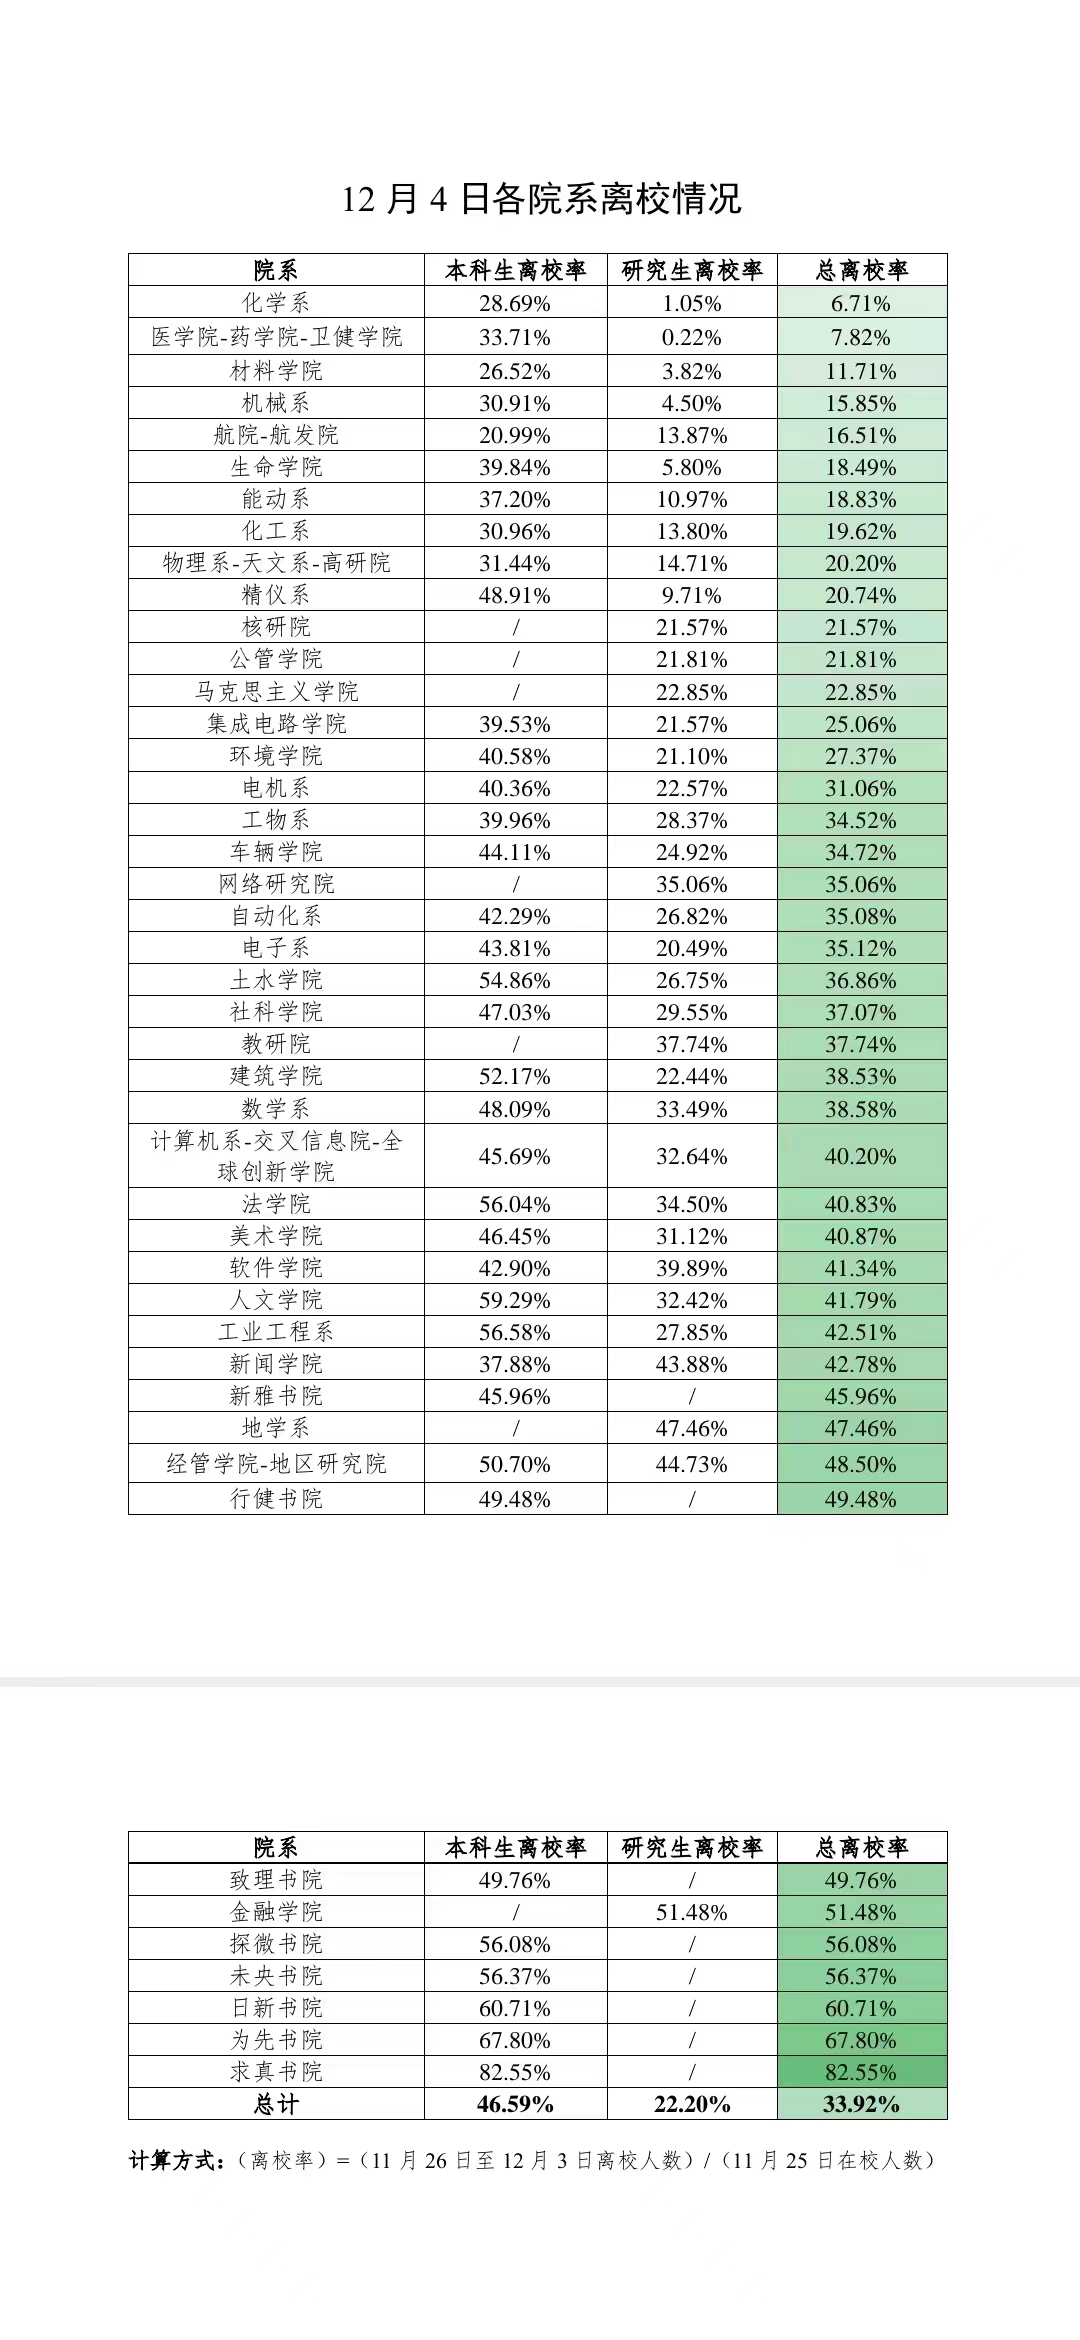 12 月 4 日各院系离校情况
院系 本科生离校率 研究生离校率 总离校率
化学系 28.69% 1.05% 6.71%
医学院-药学院-卫健学院 33.71% 0.22% 7.82%
材料学院 26.52% 3.82% 11.71%
机械系 30.91% 4.50% 15.85%
航院-航发院 20.99% 13.87% 16.51%
生命学院 39.84% 5.80% 18.49%
能动系 37.20% 10.97% 18.83%
化工系 30.96% 13.80% 19.62%
物理系-天文系-高研院 31.44% 14.71% 20.20%
精仪系 48.91% 9.71% 20.74%
核研院 / 21.57% 21.57%
公管学院 / 21.81% 21.81%
马克思主义学院 / 22.85% 22.85%
集成电路学院 39.53% 21.57% 25.06%
环境学院 40.58% 21.10% 27.37%
电机系 40.36% 22.57% 31.06%
工物系 39.96% 28.37% 34.52%
车辆学院 44.11% 24.92% 34.72%
网络研究院 / 35.06% 35.06%
自动化系 42.29% 26.82% 35.08%
电子系 43.81% 20.49% 35.12%
土水学院 54.86% 26.75% 36.86%
社科学院 47.03% 29.55% 37.07%
教研院 / 37.74% 37.74%
建筑学院 52.17% 22.44% 38.53%
数学系 48.09% 33.49% 38.58%
计算机系-交叉信息院-全
球创新学院 45.69% 32.64% 40.20%
法学院 56.04% 34.50% 40.83%
美术学院 46.45% 31.12% 40.87%
软件学院 42.90% 39.89% 41.34%
人文学院 59.29% 32.42% 41.79%
工业工程系 56.58% 27.85% 42.51%
新闻学院 37.88% 43.88% 42.78%
新雅书院 45.96% / 45.96%
地学系 / 47.46% 47.46%
经管学院-地区研究院 50.70% 44.73% 48.50%
行健书院 49.48% / 49.48%
院系 本科生离校率 研究生离校率 总离校率
致理书院 49.76% / 49.76%
金融学院 / 51.48% 51.48%
探微书院 56.08% / 56.08%
未央书院 56.37% / 56.37%
日新书院 60.71% / 60.71%
为先书院 67.80% / 67.80%
求真书院 82.55% / 82.55%
总计 46.59% 22.20% 33.92%
计算方式：（离校率）=（11 月 26 日至 12 月 3 日离校人数）/（11 月 25 日在校人数）